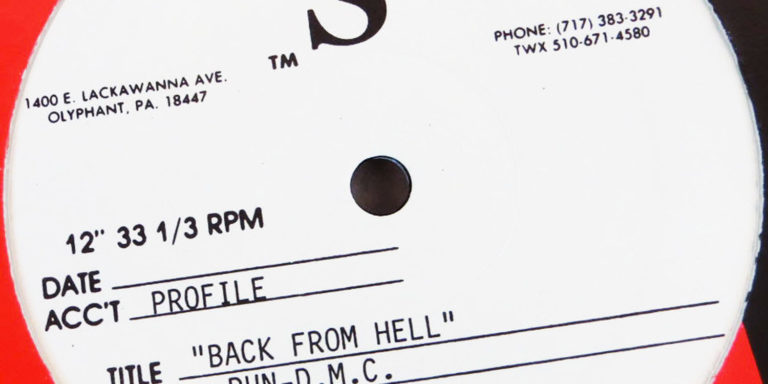 S
TM
PHONE: (717) 383-3291
TWX 510-671-4580
1400 E. LACKAWANNA AVE.
OLYPHANT, PA. 18447
12" 33 1/3 RPM
DATE
ACC'T PROFILE
TITLE "BACK FROM HELL"
RUN-D.M.C.